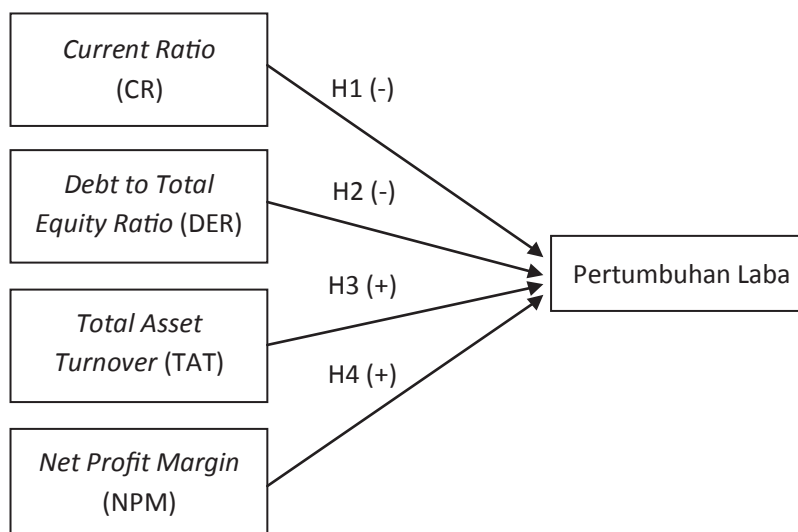 Current Ratio
(CR)
H1 (-)
Debt to Total
Equity Ratio (DER)
H2 (-)
Pertumbuhan Laba
H3 (+)
Total Asset
Turnover (TAT)
H4 (+)
Net Profit Margin
(NPM)